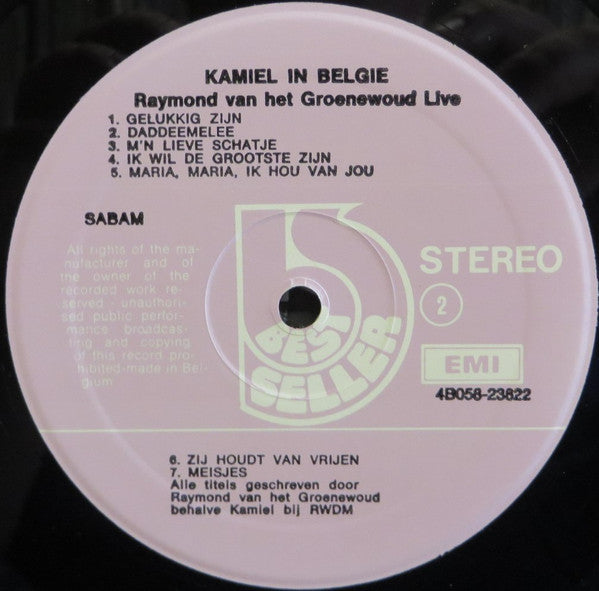 KAMIEL IN BELGIE
Raymond van het Groenewoud Live
1. GELUKKIG ZIJN
2. DADDEEMELEE
3. M'N LIEVE SCHATJE
4. IK WIL DE GROOTSTE ZIJN
5. MARIA, MARIA, IK HOU VAN JOU
SABAM
All rights of the ma-
nufacturer and of
the owner of the
recorded work re-
served - unauthori-
sed public perfor-
mance broadcas-
ting and copying
of this record pro-
hibited-made in Bel-
gium
BEST
SELLER
STEREO
2
EMI
4B058-23822
6. ZIJ HOUDT VAN VRIJEN
7. MEISJES
Alle titels geschreven door
Raymond van het Groenewoud
behalve Kamiel bij RWDM